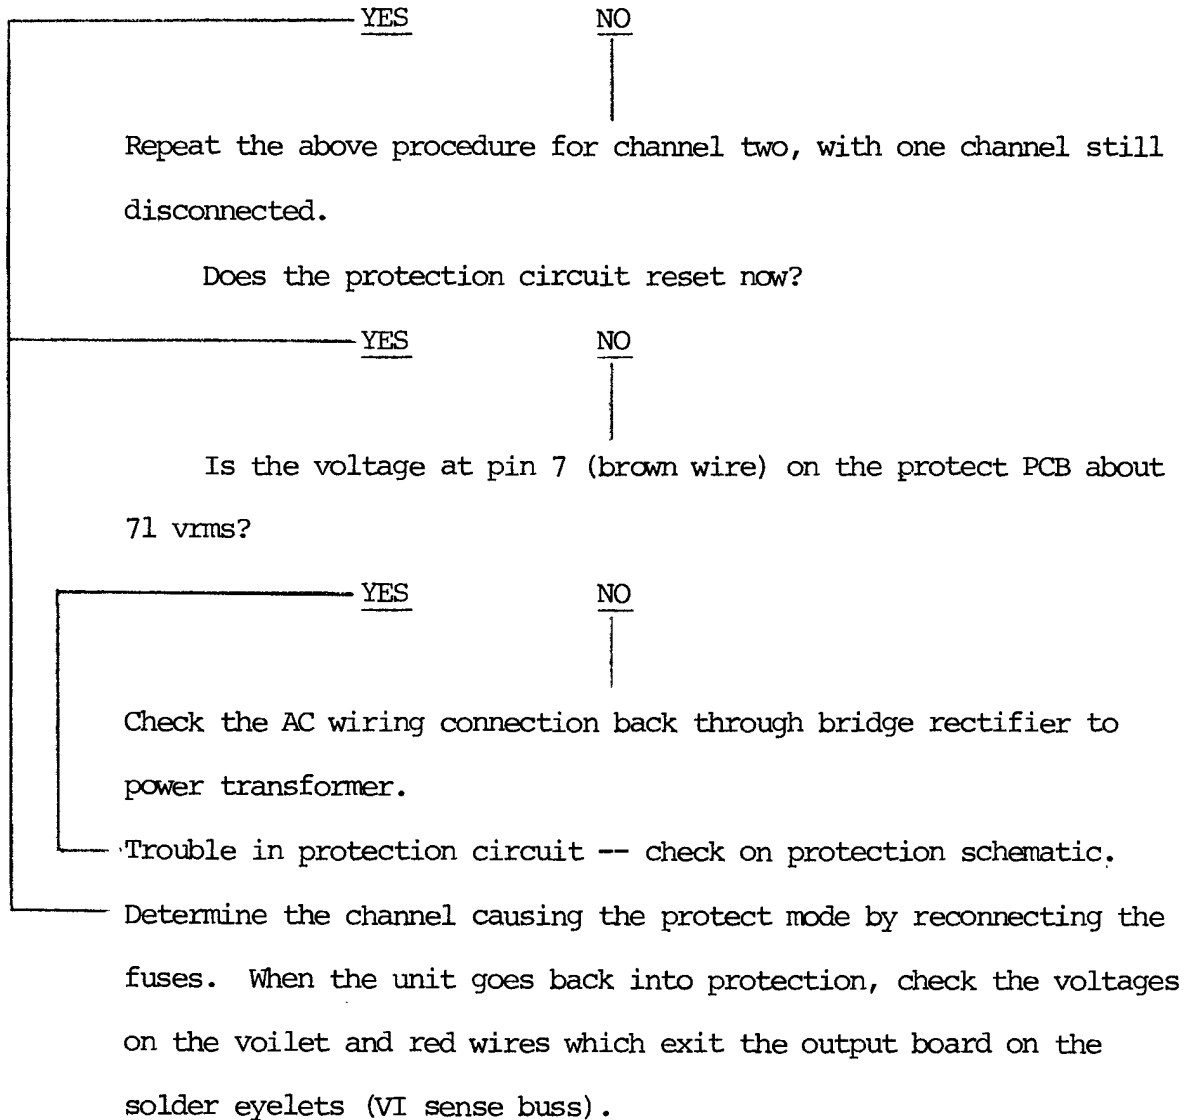 YES NO
Repeat the above procedure for channel two, with one channel still
disconnected.
Does the protection circuit reset now?
YES NO
Is the voltage at pin 7 (brown wire) on the protect PCB about
71 vrms?
YES NO
Check the AC wiring connection back through bridge rectifier to
power transformer.
Trouble in protection circuit -- check on protection schematic.
Determine the channel causing the protect mode by reconnecting the
fuses. When the unit goes back into protection, check the voltages
on the voilet and red wires which exit the output board on the
solder eyelets (VI sense buss).